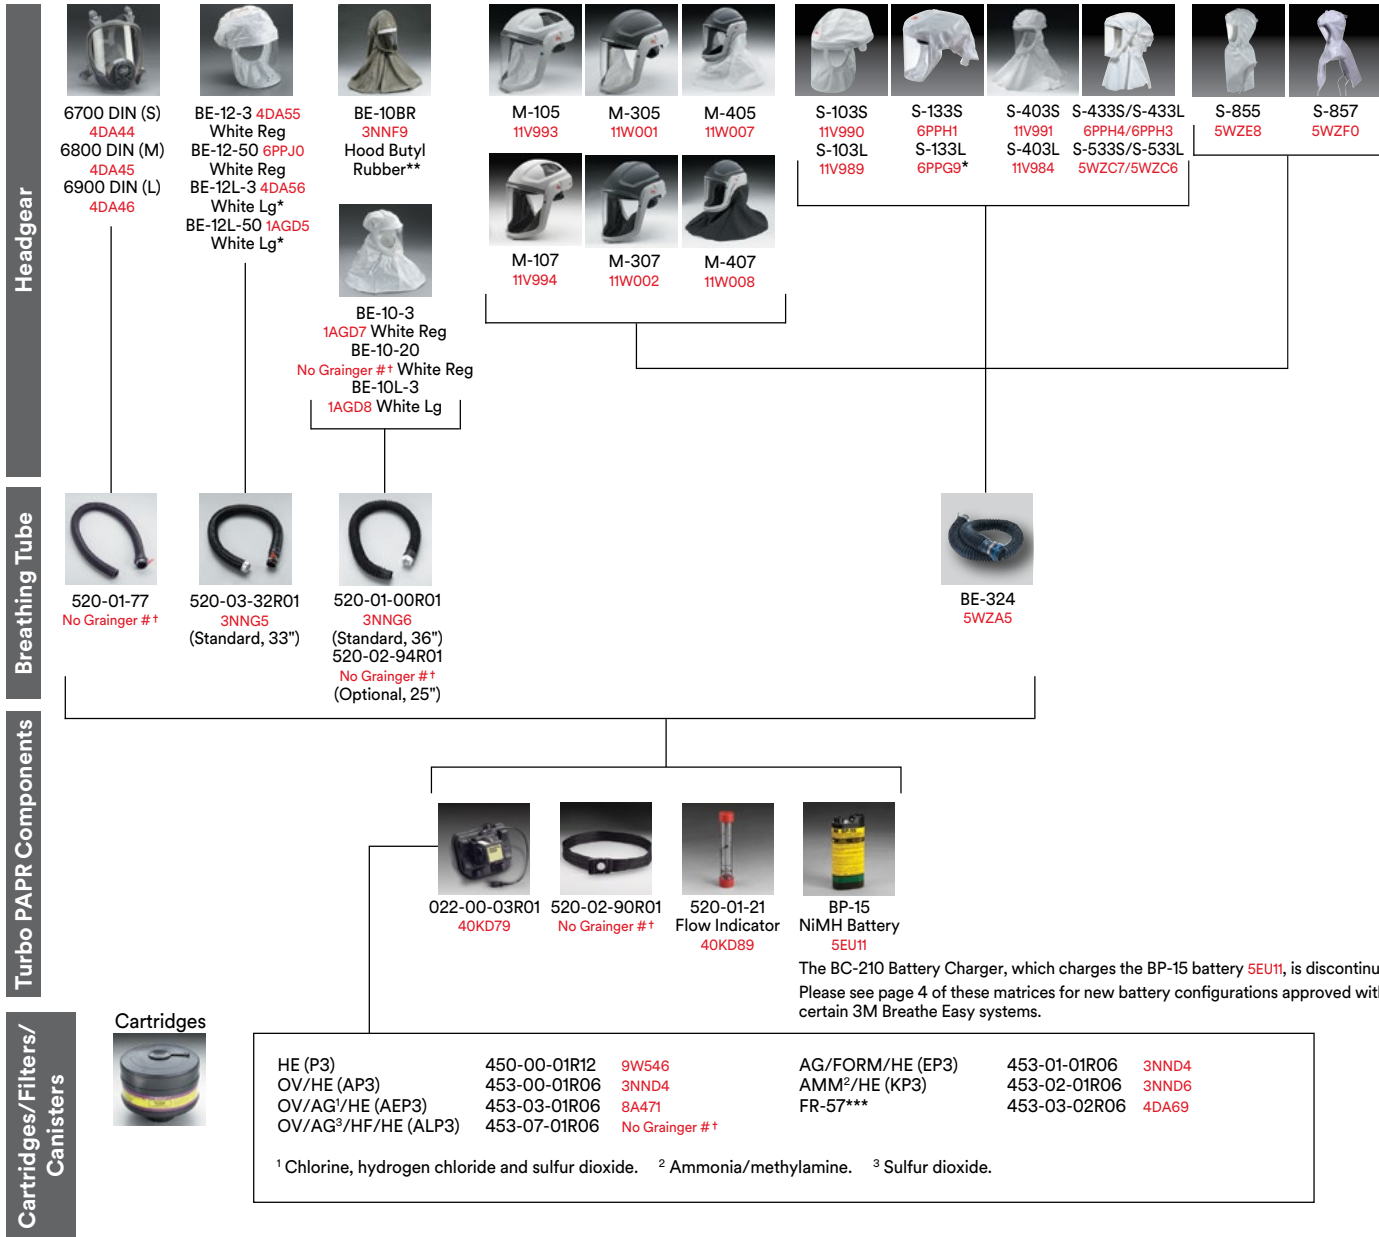 Headgear
6700 DIN (S)
4DA44
6800 DIN (M)
4DA45
6900 DIN (L)
4DA46
BE-12-3 4DA55
White Reg
BE-12-50 6PPJ0
White Reg
BE-12L-3 4DA56
White Lg*
BE-12L-50 1AGD5
White Lg*
BE-10BR
3NNF9
Hood Butyl
Rubber**
BE-10-3
1AGD7 White Reg
BE-10-20
No Grainger #† White Reg
BE-10L-3
1AGD8 White Lg
M-105
11V993
M-305
11W001
M-405
11W007
M-107
11V994
M-307
11W002
M-407
11W008
S-103S
11V990
S-103L
11V989
S-133S
6PPH1
S-133L
6PPG9*
S-403S
11V991
S-403L
11V984
S-433S/S-433L
6PPH4/6PPH3
S-533S/S-533L
5WZC7/5WZC6
S-855
5WZE8
S-857
5WZF0
Breathing Tube
520-01-77
No Grainger #†
520-03-32R01
3NNG5
(Standard, 33")
520-01-00R01
3NNG6
(Standard, 36")
520-02-94R01
No Grainger #†
(Optional, 25")
BE-324
5WZA5
Turbo PAPR Components
022-00-03R01
40KD79
520-02-90R01
No Grainger #†
520-01-21
Flow Indicator
40KD89
BP-15
BP-15
NiMH Battery
5EU11
The BC-210 Battery Charger, which charges the BP-15 battery 5EU11, is discontinu
Please see page 4 of these matrices for new battery configurations approved with
certain 3M Breathe Easy systems.
Cartridges/Filters/
Canisters
Cartridges
HE (P3) 450-00-01R12 9W546
OV/HE (AP3) 453-00-01R06 3NND4
OV/AG¹/HE (AEP3) 453-03-01R06 8A471
OV/AG³/HF/HE (ALP3) 453-07-01R06 No Grainger #†
AG/FORM/HE (EP3) 453-01-01R06 3NND4
AMM²/HE (KP3) 453-02-01R06 3NND6
FR-57*** 453-03-02R06 4DA69
¹ Chlorine, hydrogen chloride and sulfur dioxide. ² Ammonia/methylamine. ³ Sulfur dioxide.